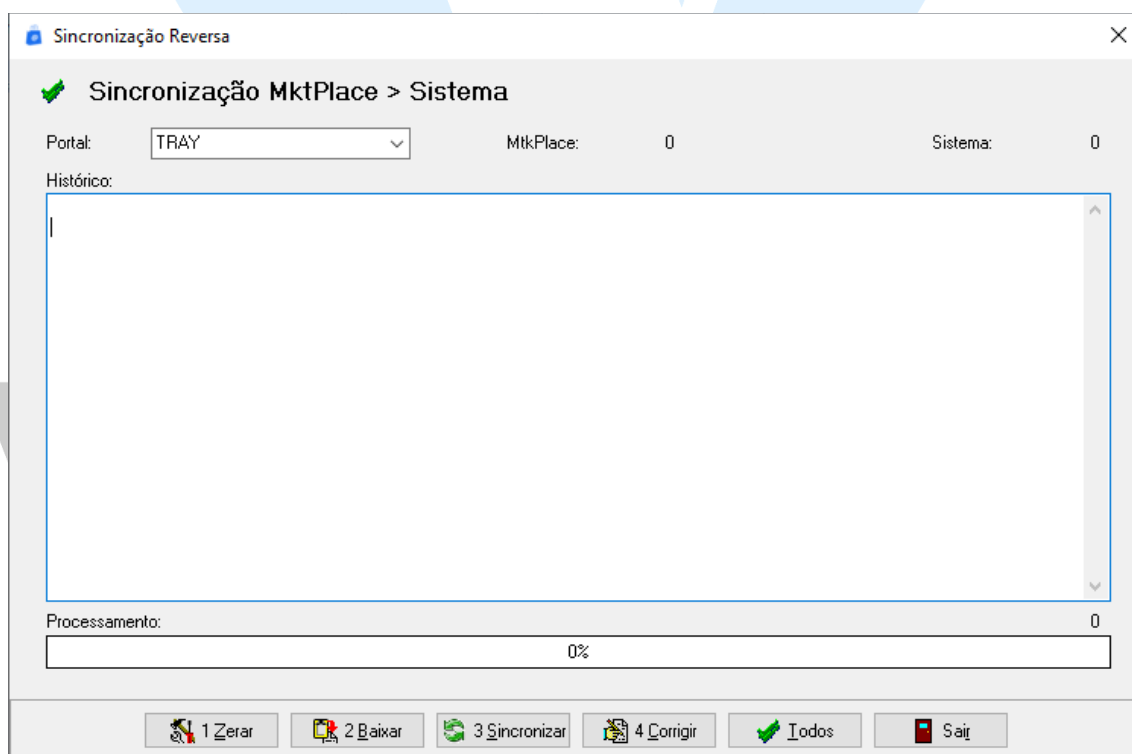 Sincronização Reversa
Sincronização MktPlace > Sistema
Portal: TRAY MtkPlace: 0 Sistema: 0
Histórico:
Processamento: 0
0%
1 Zerar 2 Baixar 3 Sincronizar 4 Corrigir Todos Sair